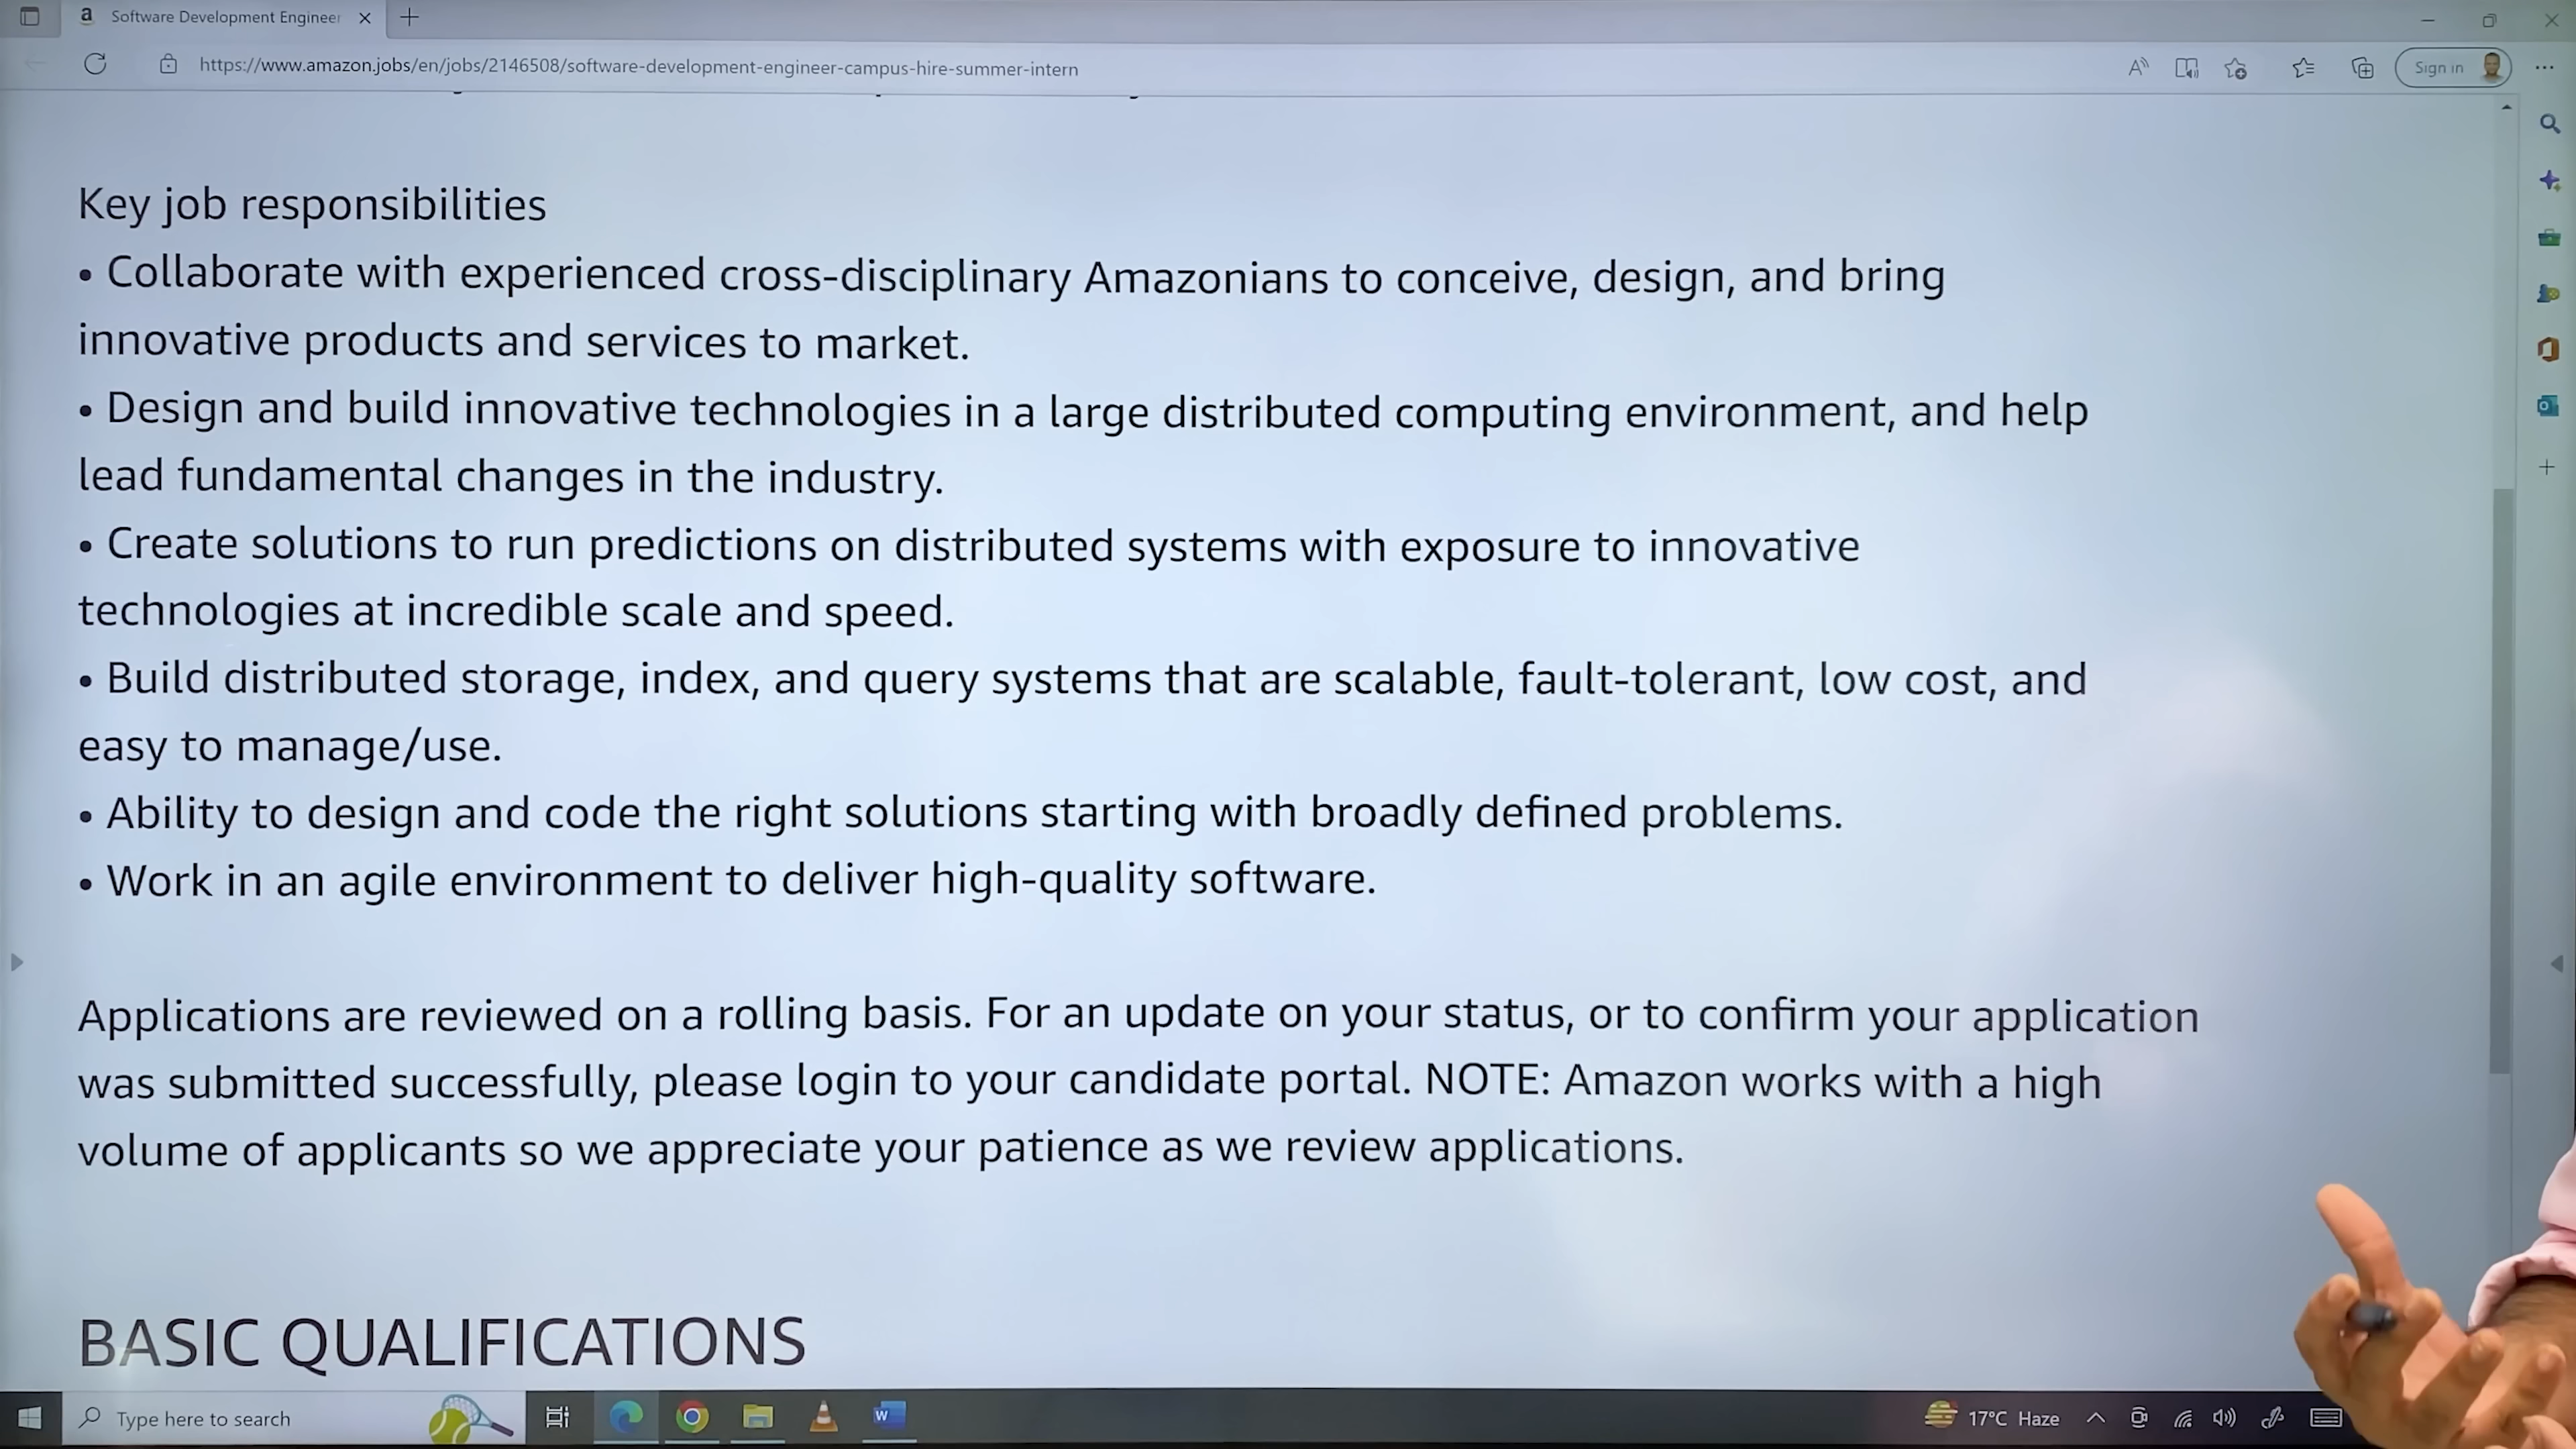 Software Development Engineer
https://www.amazon.jobs/en/jobs/2146508/software-development-engineer-campus-hire-summer-intern
Sign in
Key job responsibilities
• Collaborate with experienced cross-disciplinary Amazonians to conceive, design, and bring
innovative products and services to market.
• Design and build innovative technologies in a large distributed computing environment, and help
lead fundamental changes in the industry.
• Create solutions to run predictions on distributed systems with exposure to innovative
technologies at incredible scale and speed.
• Build distributed storage, index, and query systems that are scalable, fault-tolerant, low cost, and
easy to manage/use.
• Ability to design and code the right solutions starting with broadly defined problems.
• Work in an agile environment to deliver high-quality software.
Applications are reviewed on a rolling basis. For an update on your status, or to confirm your application
was submitted successfully, please login to your candidate portal. NOTE: Amazon works with a high
volume of applicants so we appreciate your patience as we review applications.
BASIC QUALIFICATIONS
Type here to search
17°C Haze